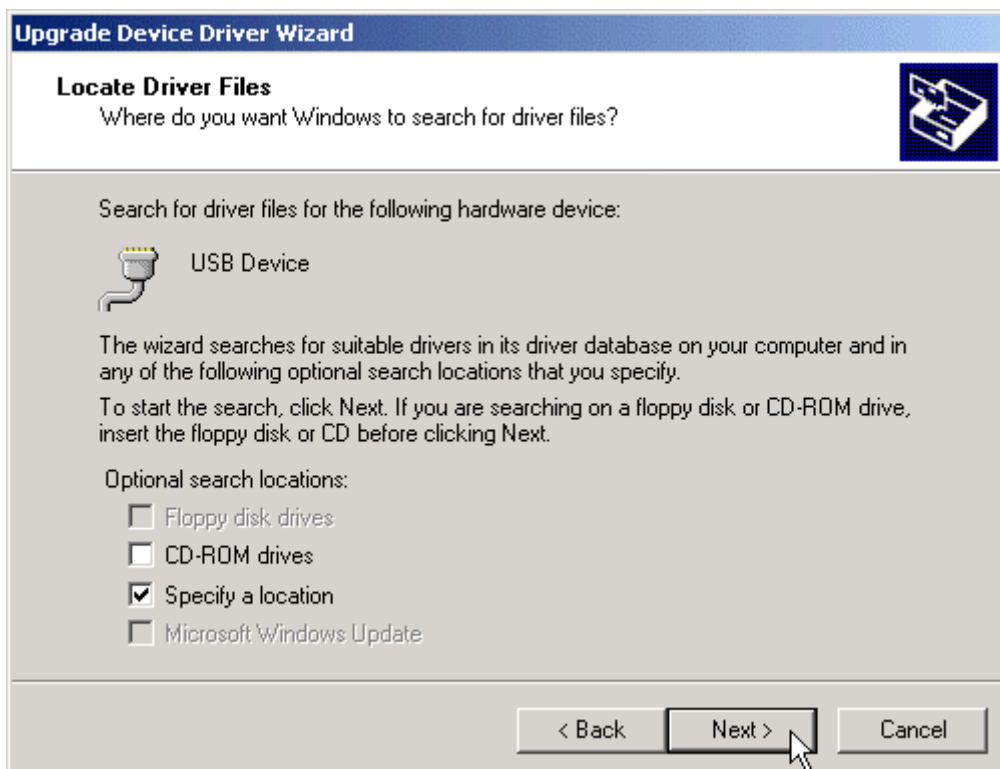 Upgrade Device Driver Wizard
Locate Driver Files
Where do you want Windows to search for driver files?
Search for driver files for the following hardware device:
USB Device
The wizard searches for suitable drivers in its driver database on your computer and in
any of the following optional search locations that you specify.
To start the search, click Next. If you are searching on a floppy disk or CD-ROM drive,
insert the floppy disk or CD before clicking Next.
Optional search locations:
Floppy disk drives
CD-ROM drives
Specify a location
Microsoft Windows Update
< Back
Next >
Cancel